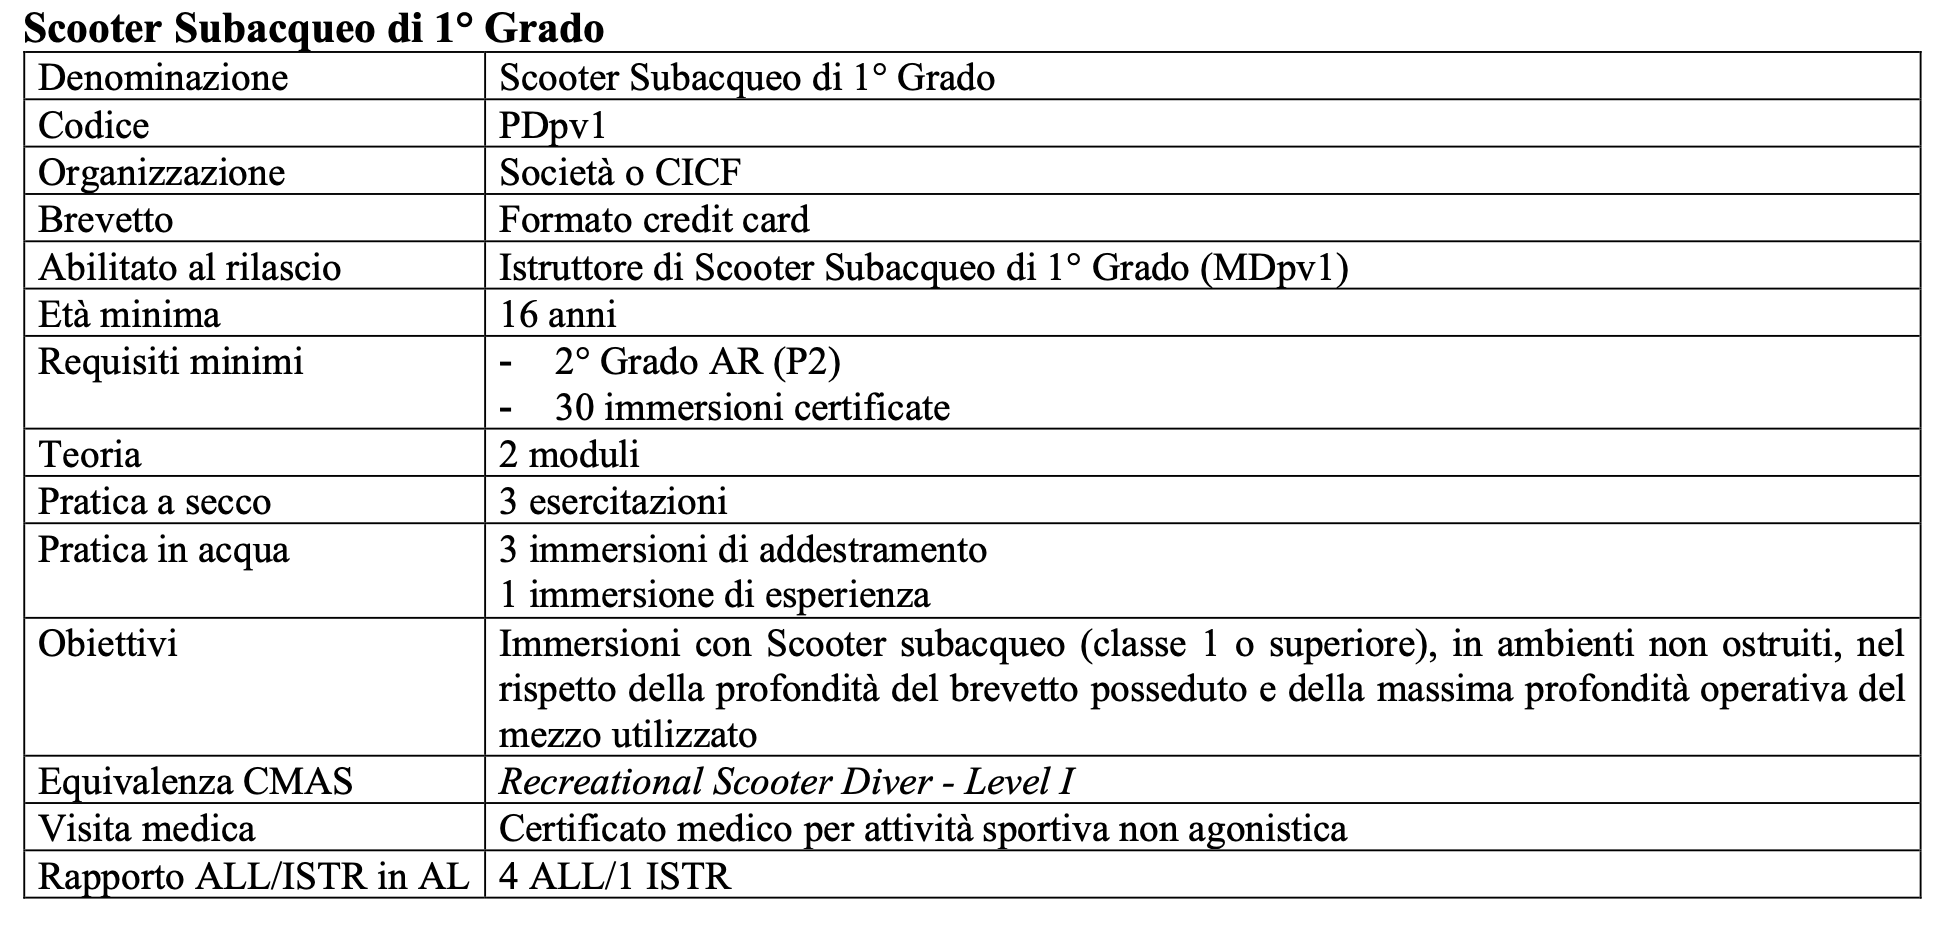 Scooter Subacqueo di 1° Grado
Denominazione Scooter Subacqueo di 1° Grado
Codice PDpv1
Organizzazione Società o CICF
Brevetto Formato credit card
Abilitato al rilascio Istruttore di Scooter Subacqueo di 1° Grado (MDpv1)
Età minima 16 anni
Requisiti minimi - 2° Grado AR (P2)
- 30 immersioni certificate
Teoria 2 moduli
Pratica a secco 3 esercitazioni
Pratica in acqua 3 immersioni di addestramento
1 immersione di esperienza
Obiettivi Immersioni con Scooter subacqueo (classe 1 o superiore), in ambienti non ostruiti, nel
rispetto della profondità del brevetto posseduto e della massima profondità operativa del
mezzo utilizzato
Equivalenza CMAS Recreational Scooter Diver - Level I
Visita medica Certificato medico per attività sportiva non agonistica
Rapporto ALL/ISTR in AL 4 ALL/1 ISTR